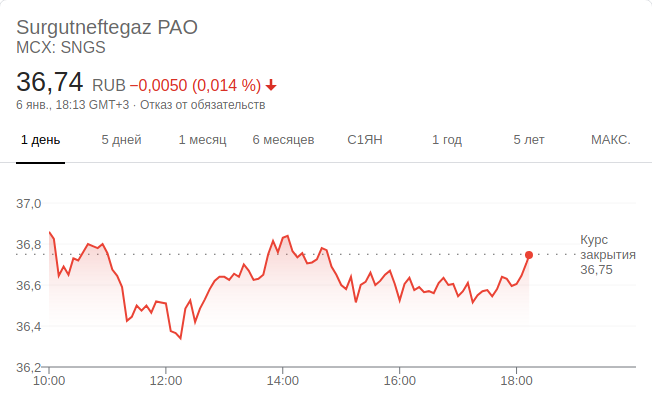 Surgutneftegaz PAO
MCX: SNGS
36,74 RUB −0,0050 (0,014 %)
6 янв., 18:13 GMT+3 · Отказ от обязательств
1 день 5 дней 1 месяц 6 месяцев С1ЯН 1 год 5 лет МАКС.
37,0
36,8
36,6
36,4
36,2
Курс
закрытия
36,75
10:00 12:00 14:00 16:00 18:00